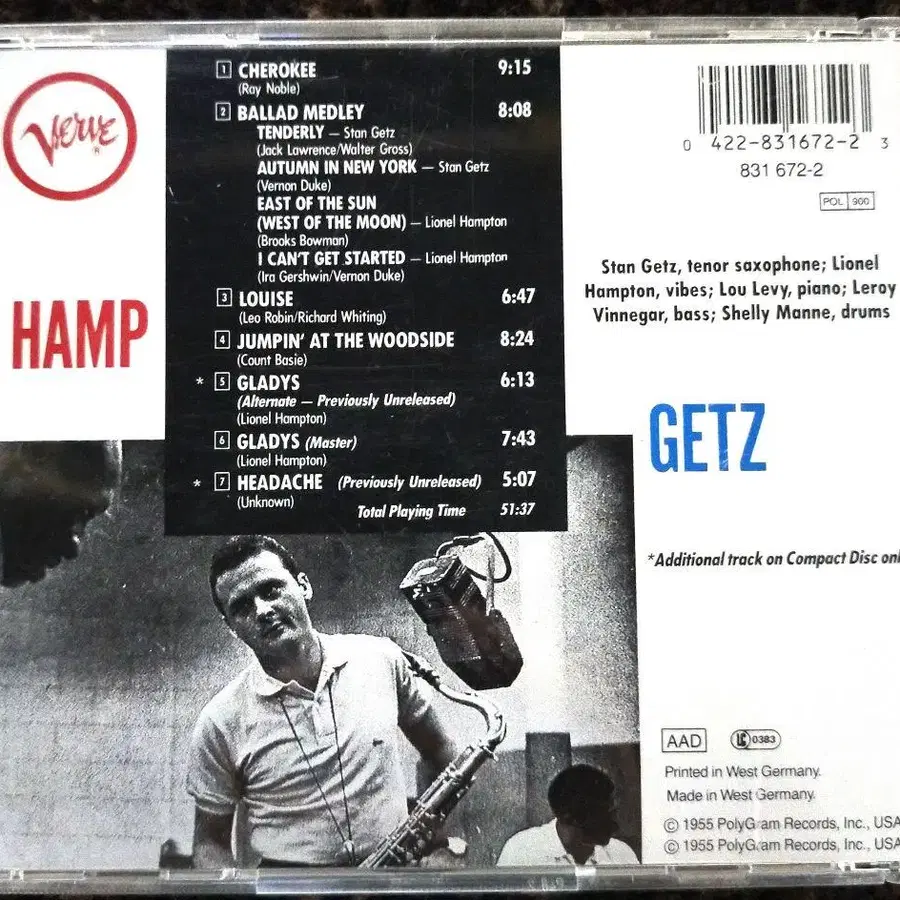 Verve
®
1 CHEROKEE 9:15
(Ray Noble)
2 BALLAD MEDLEY 8:08
TENDERLY — Stan Getz
(Jack Lawrence/Walter Gross)
AUTUMN IN NEW YORK — Stan Getz
(Vernon Duke)
EAST OF THE SUN
(WEST OF THE MOON) — Lionel Hampton
(Brooks Bowman)
I CAN'T GET STARTED — Lionel Hampton
(Ira Gershwin/Vernon Duke)
3 LOUISE 6:47
(Leo Robin/Richard Whiting)
4 JUMPIN' AT THE WOODSIDE 8:24
(Count Basie)
* 5 GLADYS 6:13
(Alternate — Previously Unreleased)
(Lionel Hampton)
6 GLADYS (Master) 7:43
(Lionel Hampton)
* 7 HEADACHE (Previously Unreleased) 5:07
(Unknown)
Total Playing Time 51:37
0 422-831672-2 3
831 672-2
POL 900
Stan Getz, tenor saxophone; Lionel
Hampton, vibes; Lou Levy, piano; Leroy
Vinnegar, bass; Shelly Manne, drums
HAMP
GETZ
*Additional track on Compact Disc onl
AAD LC 0383
Printed in West Germany.
Made in West Germany.
© 1955 PolyGram Records, Inc., USA
© 1955 PolyGram Records, Inc., USA